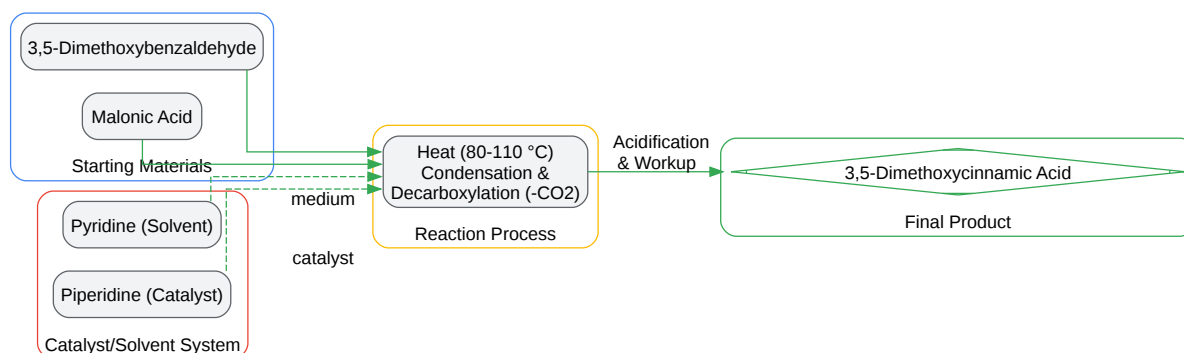 3,5-Dimethoxybenzaldehyde
Malonic Acid
Starting Materials
Pyridine (Solvent)
Piperidine (Catalyst)
Catalyst/Solvent System
medium
catalyst
Heat (80-110 °C)
Condensation &
Decarboxylation (-CO2)
Reaction Process
Acidification
& Workup
3,5-Dimethoxycinnamic Acid
Final Product